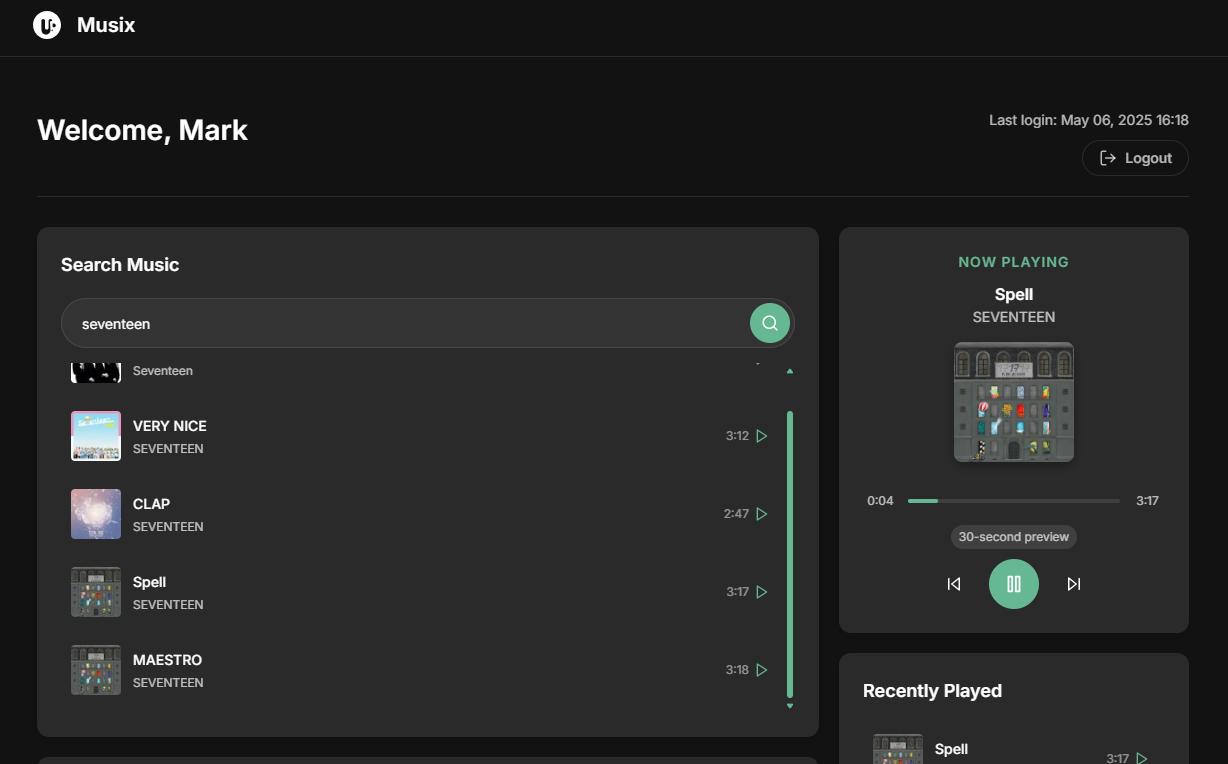 Musix
Welcome, Mark
Last login: May 06, 2025 16:18
Logout
Search Music
seventeen
Seventeen
VERY NICE
SEVENTEEN
3:12
CLAP
SEVENTEEN
2:47
Spell
SEVENTEEN
3:17
MAESTRO
SEVENTEEN
3:18
NOW PLAYING
Spell
SEVENTEEN
0:04
3:17
30-second preview
Recently Played
Spell
3:17